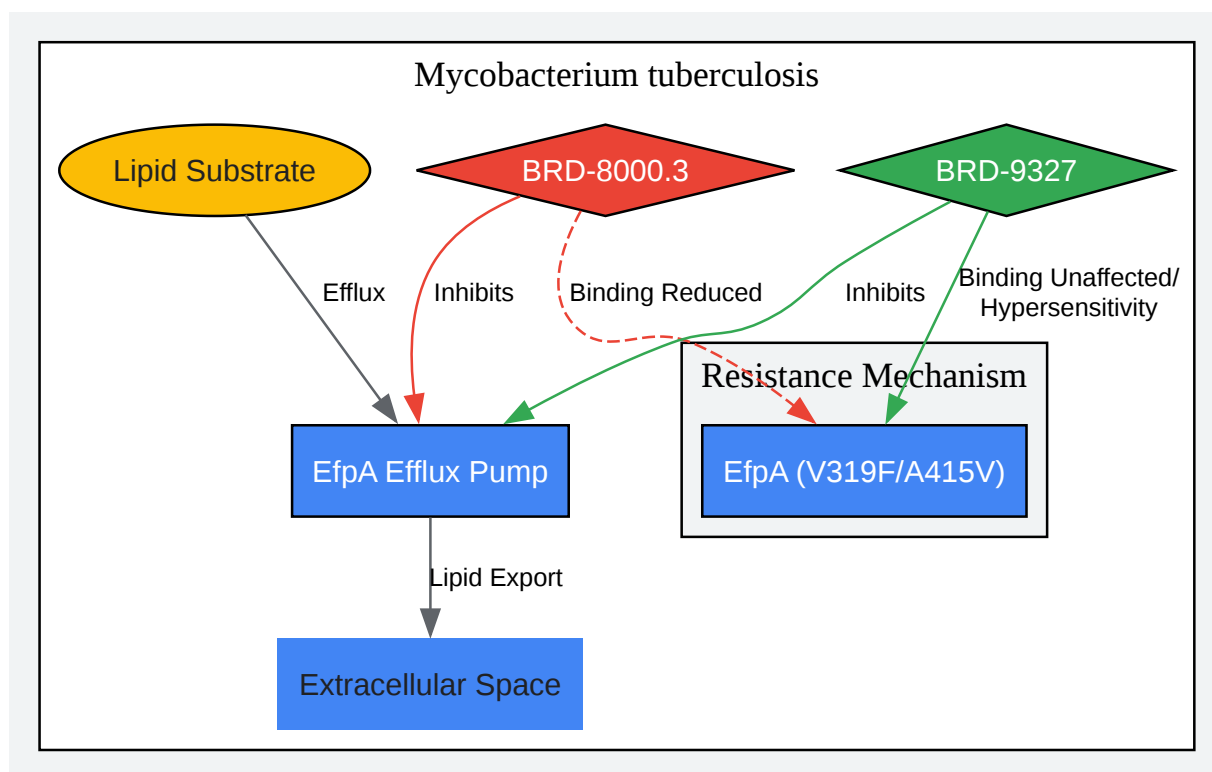 Mycobacterium tuberculosis
Lipid Substrate
BRD-8000.3
BRD-9327
Efflux
Inhibits
Binding Reduced
Inhibits
Binding Unaffected/
Hypersensitivity
Resistance Mechanism
EfpA Efflux Pump
EfpA (V319F/A415V)
Lipid Export
Extracellular Space